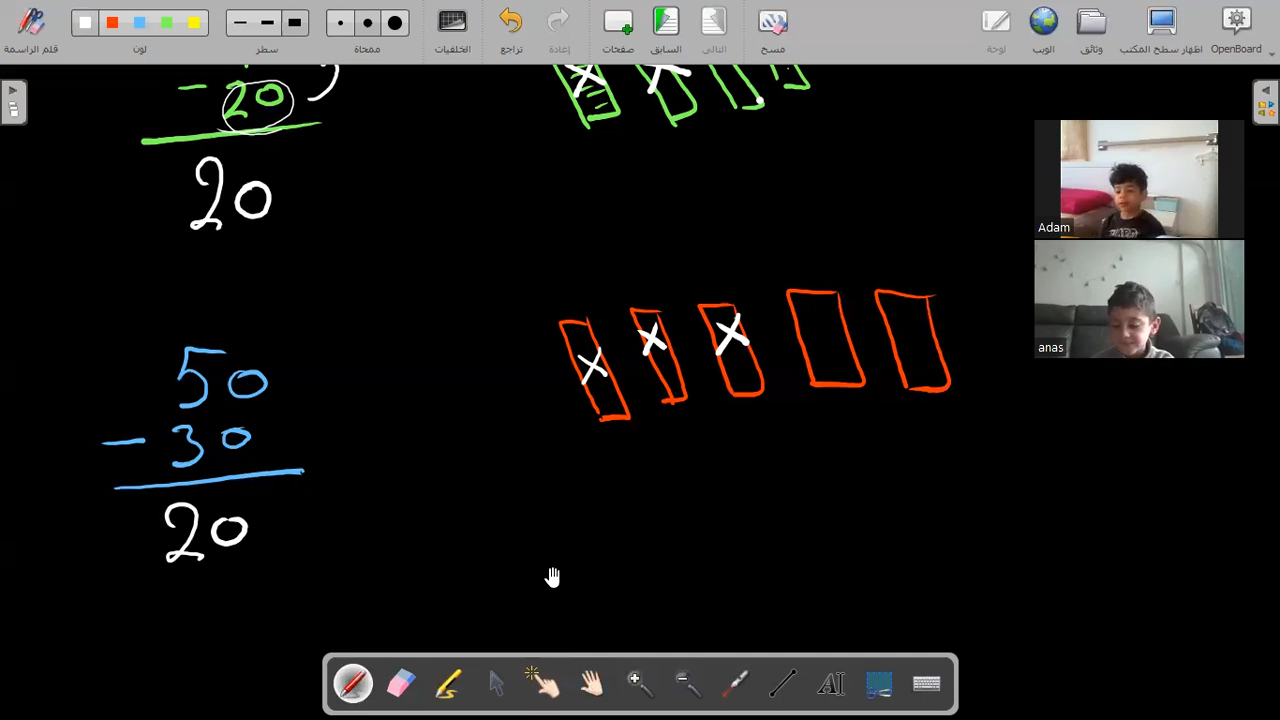 قلم الراسمة
لون
سطر
ممحاة
الخلفيات
تراجع
إعادة
صفحات
السابق
التالي
مسح
لوحة
الويب
وثائق
اظهار سطح المكتب
OpenBoard
- 20
20
50
- 30
20
Adam
anas